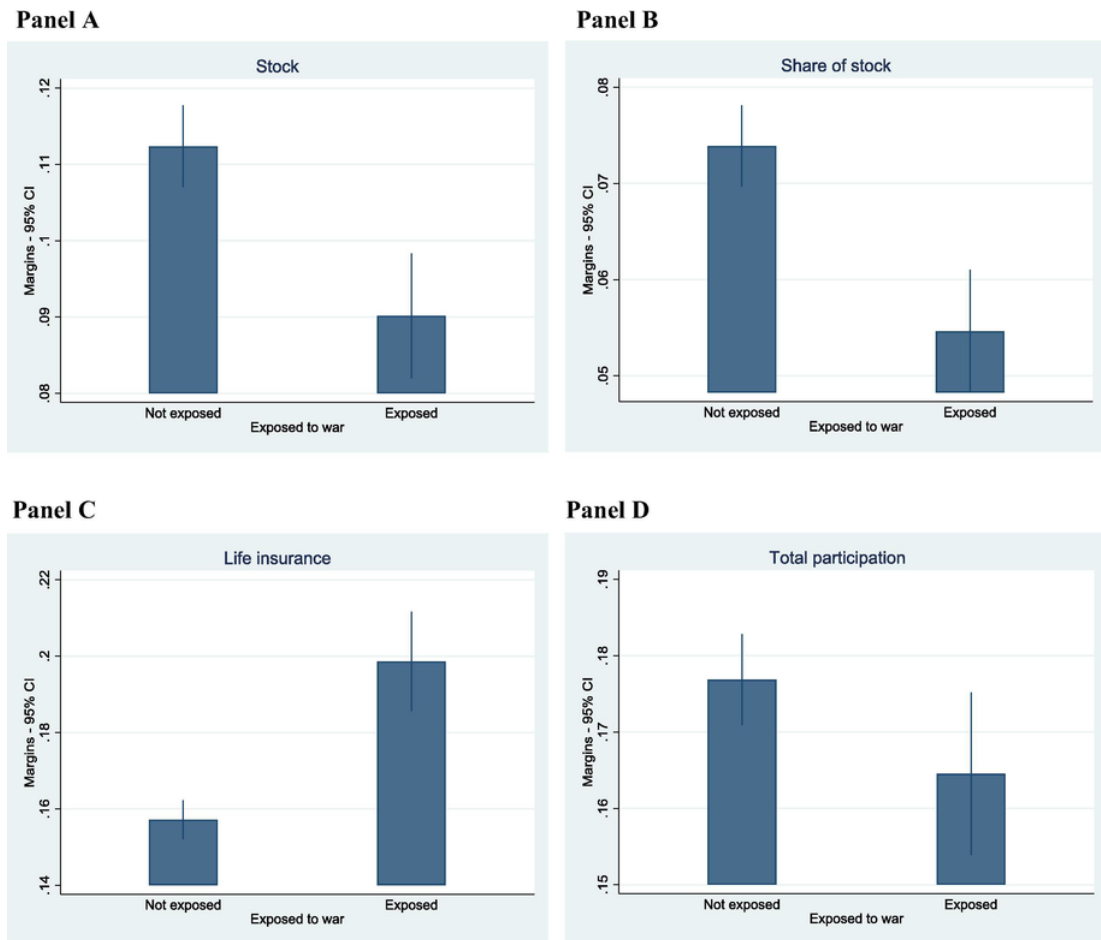 Panel A
Stock
Margins - 95% CI
.12
.11
.1
.09
.08
Not exposed Exposed
Exposed to war
Panel B
Share of stock
Margins - 95% CI
.08
.07
.06
.05
Not exposed Exposed
Exposed to war
Panel C
Life insurance
Margins - 95% CI
.22
.2
.18
.16
.14
Not exposed Exposed
Exposed to war
Panel D
Total participation
Margins - 95% CI
.19
.18
.17
.16
.15
Not exposed Exposed
Exposed to war